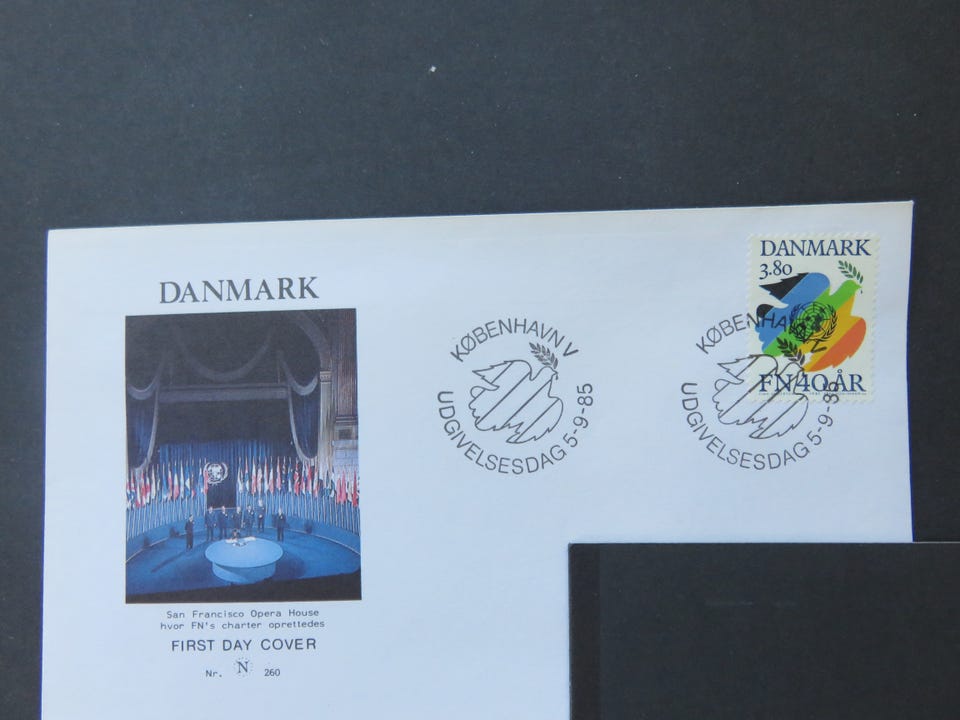 DANMARK
San Francisco Opera House
hvor FN's charter oprettedes
FIRST DAY COVER
Nr. N 260
KØBENHAVN V
UDGIVELSESDAG 5-9-85
DANMARK
3.80
FN 40 ÅR
KØBENHAVN V
UDGIVELSESDAG 5-9-85